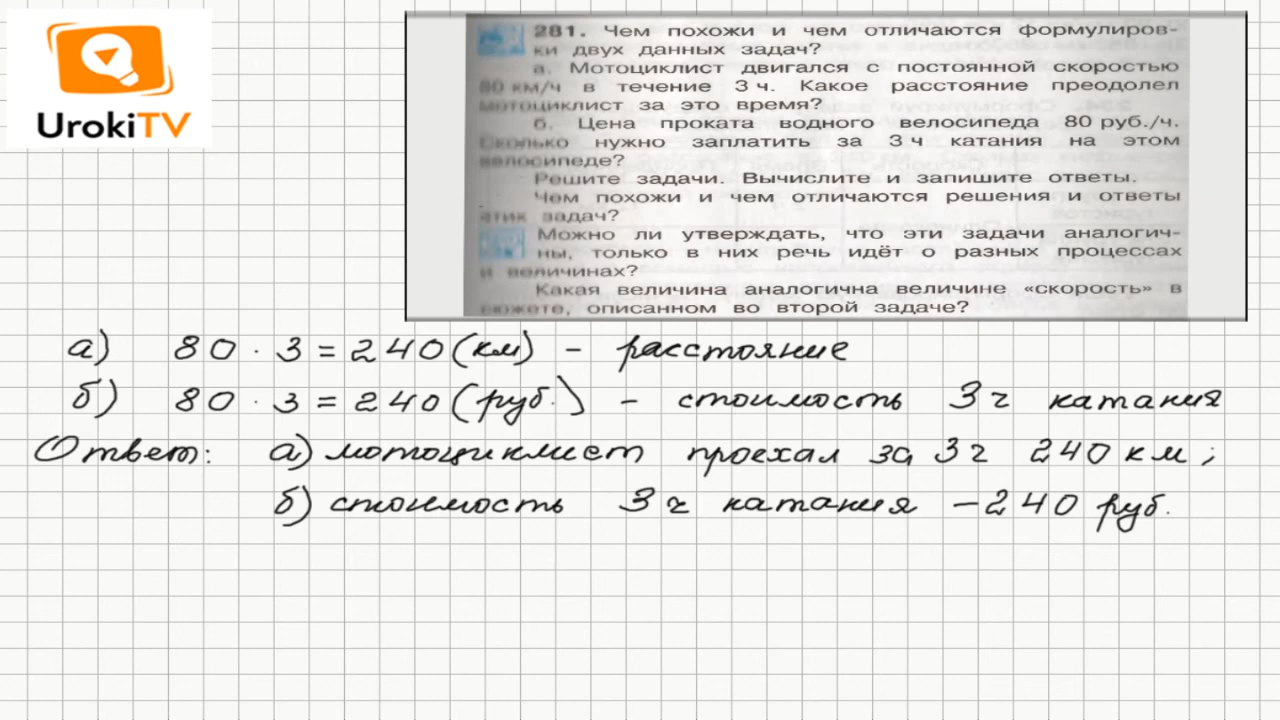 UrokiTV
281. Чем похожи и чем отличаются формулиров-
ки двух данных задач?
а. Мотоциклист двигался с постоянной скоростью
80 км/ч в течение 3 ч. Какое расстояние преодолел
мотоциклист за это время?
б. Цена проката водного велосипеда 80 руб./ч.
Сколько нужно заплатить за 3 ч катания на этом
велосипеде?
Решите задачи. Вычислите и запишите ответы.
Чем похожи и чем отличаются решения и ответы
этих задач?
Можно ли утверждать, что эти задачи аналогич-
ны, только в них речь идёт о разных процессах
и величинах?
Какая величина аналогична величине «скорость» в
сюжете, описанном во второй задаче?
а) 80 · 3 = 240 (км) - расстояние
б) 80 · 3 = 240 (руб.) - стоимость 3 ч катания
Ответ: а) мотоциклист проехал за 3 ч 240 км;
б) стоимость 3 ч катания - 240 руб.